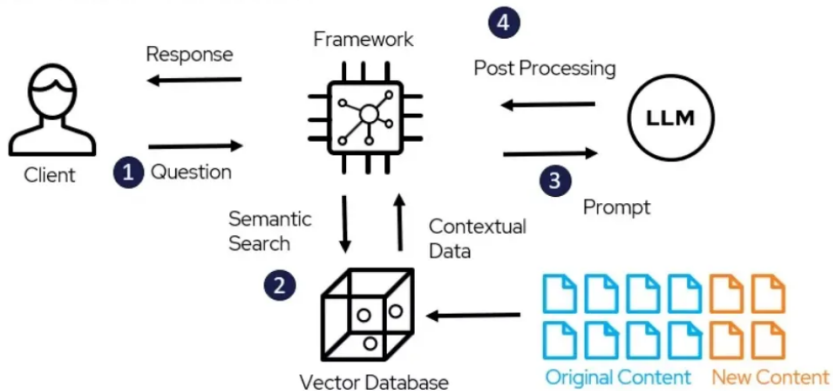 4
Framework
Response
Post Processing
LLM
Client
1 Question
3
Prompt
Semantic
Search
Contextual
Data
2
Vector Database
Original Content New Content